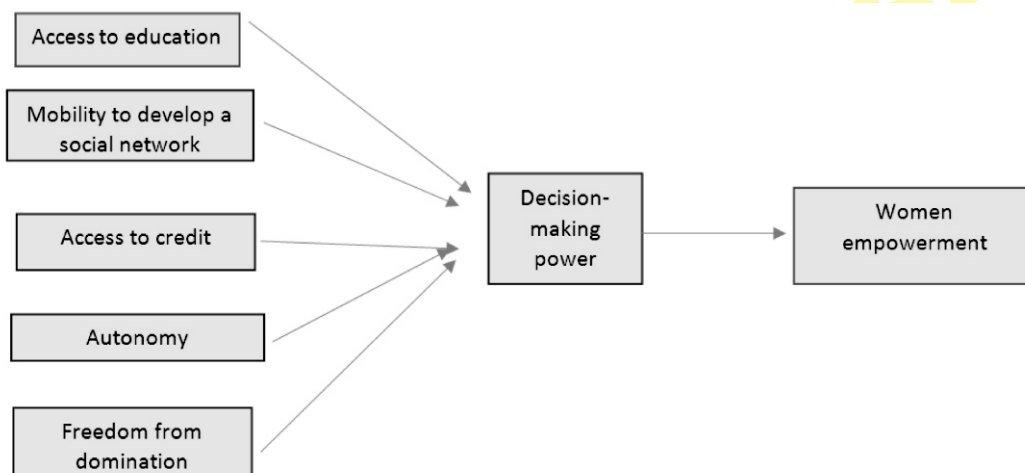 Access to education
Mobility to develop a
social network
Access to credit
Autonomy
Freedom from
domination
Decision-
making
power
Women
empowerment